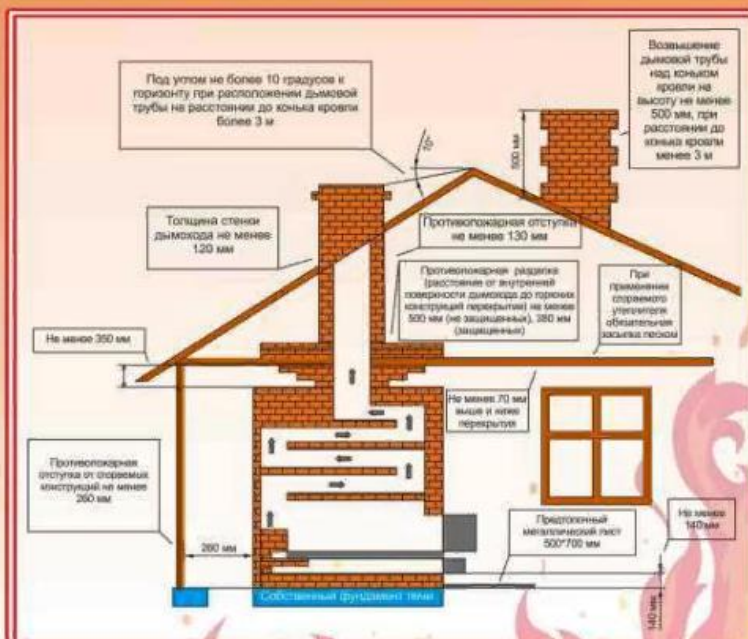 Под углом не более 10 градусов к
горизонту при расположении дымовой
трубы на расстоянии до конька кровли
более 3 м
Возвышение
дымовой трубы
над коньком
кровли на
высоту не менее
500 мм, при
расстоянии до
конька кровли
менее 3 м
10°
500 мм
Толщина стенки
дымохода не менее
120 мм
Противопожарная отступка
не менее 130 мм
Противопожарная разделка
(расстояние от внутренней
поверхности дымохода до горючих
конструкций перекрытия) не менее
500 мм (не защищенных), 380 мм
(защищенных)
При
применении
сгораемого
утеплителя
обязательная
засыпка песком
Не менее 350 мм
Не менее 70 мм
выше и ниже
перекрытия
Противопожарная
отступка от сгораемых
конструкций не менее
260 мм
260 мм
Предтопочный
металлический лист
500*700 мм
Не менее
140 мм
140 мм
Собственный фундамент печи